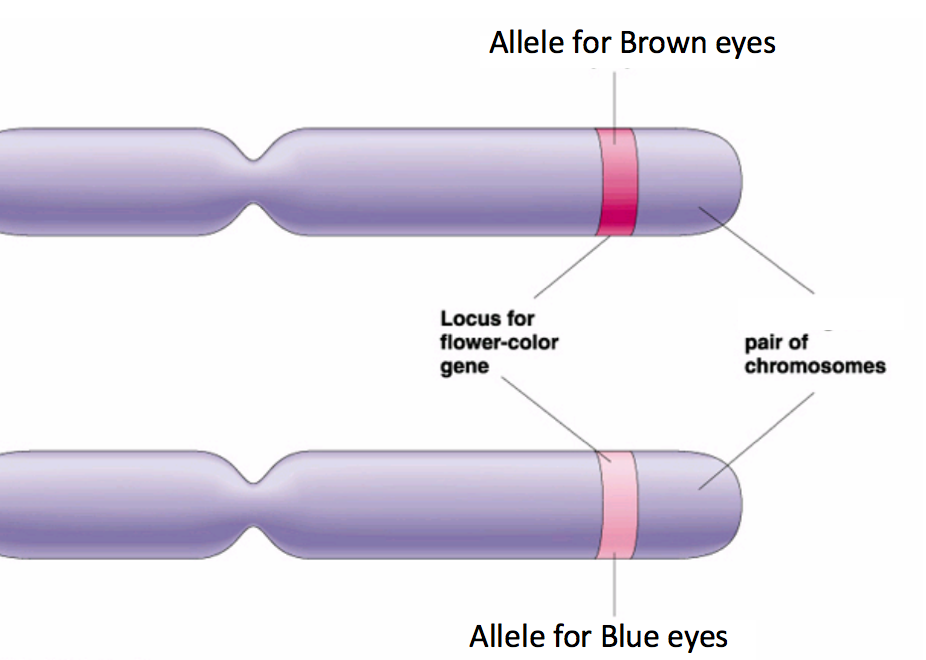 Allele for Brown eyes
Locus for
flower-color
gene
pair of
chromosomes
Allele for Blue eyes